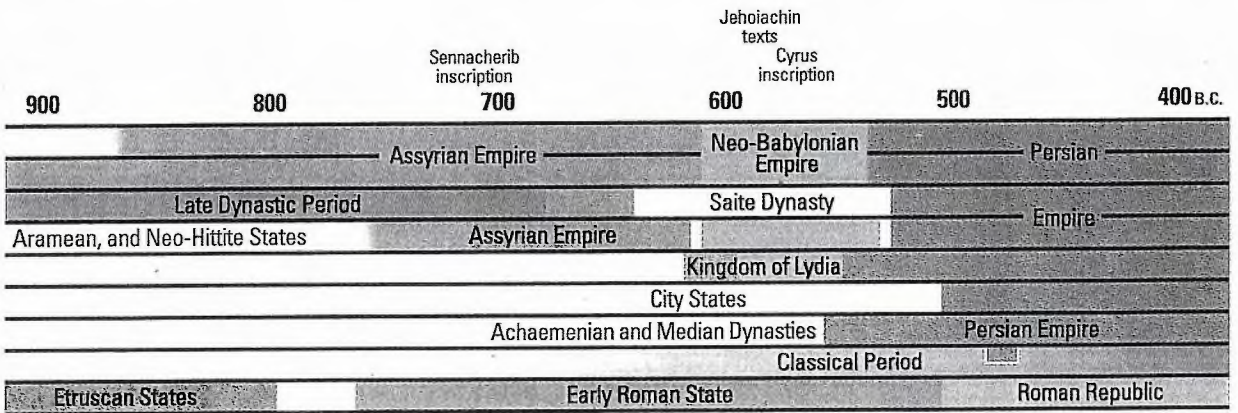 Jehoiachin
texts
Cyrus
inscription
Sennacherib
inscription
900 800 700 600 500 400 B.C.
Assyrian Empire
Neo-Babylonian
Empire
Persian
Late Dynastic Period
Saite Dynasty
Empire
Aramean, and Neo-Hittite States
Assyrian Empire
Kingdom of Lydia
City States
Achaemenian and Median Dynasties
Persian Empire
Classical Period
Etruscan States
Early Roman State
Roman Republic